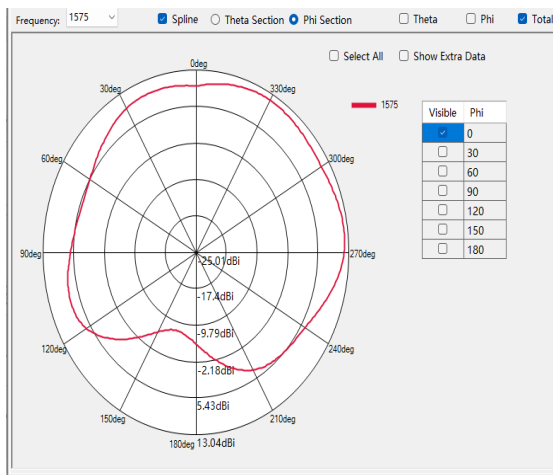 Frequency: 1575 Spline Theta Section Phi Section Theta Phi Total
Select All Show Extra Data
0deg
30deg
330deg
1575
Visible Phi
0
30
60
90
120
150
180
60deg
300deg
90deg
270deg
-25.01dBi
-17.4dBi
-9.79dBi
120deg
240deg
-2.18dBi
5.43dBi
150deg
210deg
180deg 13.04dBi